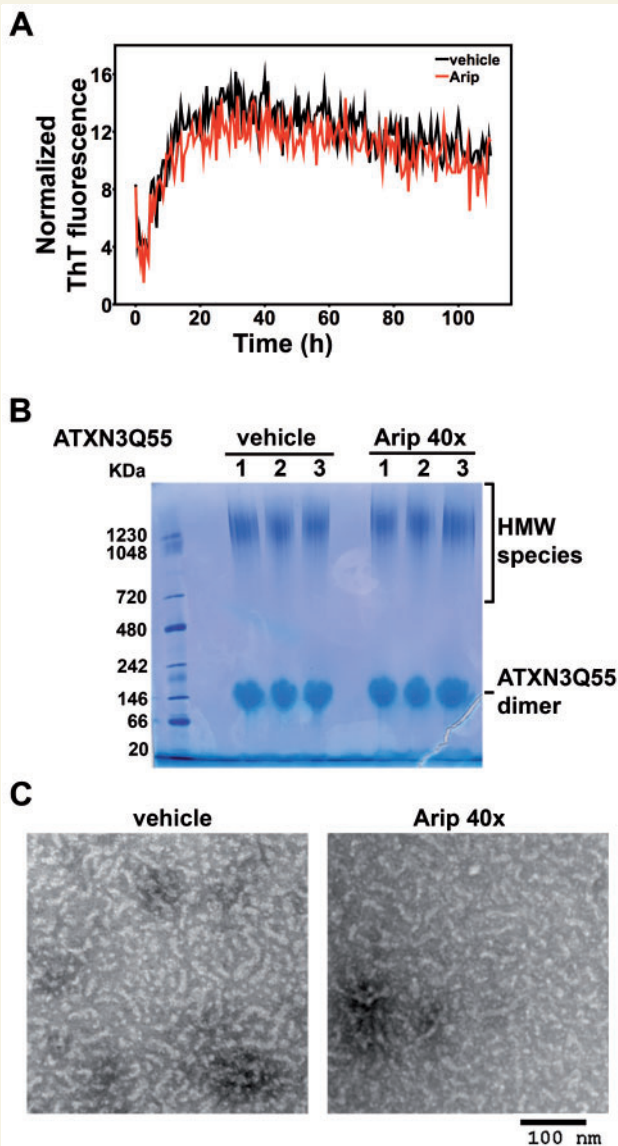 A
Normalized
ThT fluorescence
16
12
8
4
0
vehicle
Arip
0 20 40 60 80 100
Time (h)
B
ATXN3Q55 vehicle Arip 40x
KDa 1 2 3 1 2 3
1230
1048
720
480
242
146
66
20
HMW
species
ATXN3Q55
dimer
C
vehicle Arip 40x
100 nm